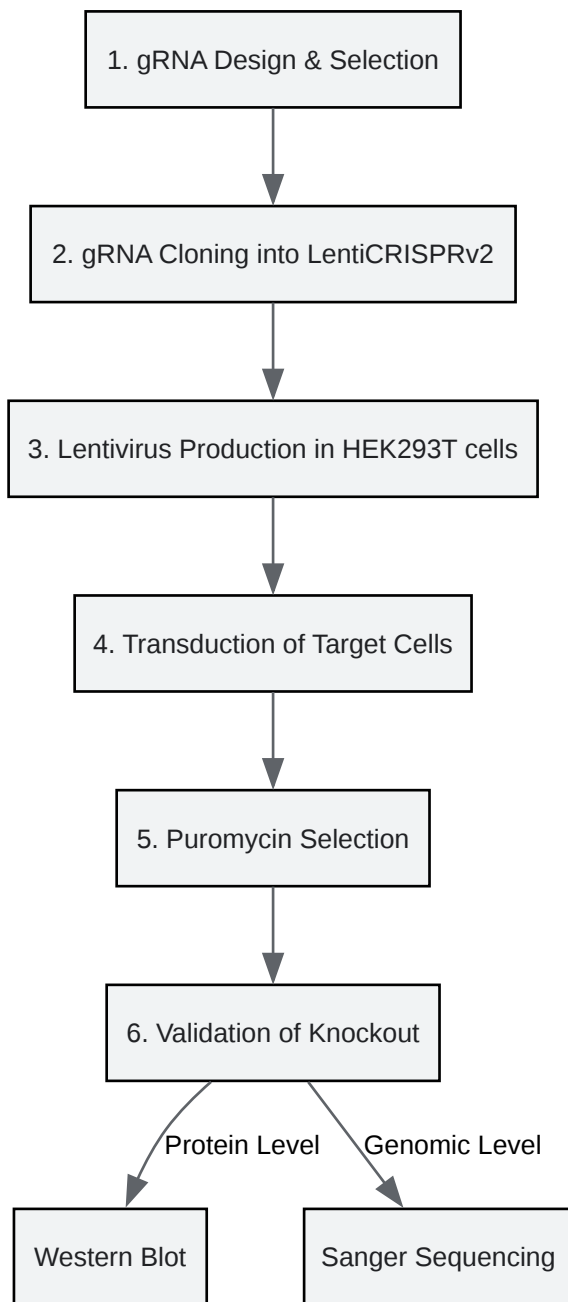 1. gRNA Design & Selection
2. gRNA Cloning into LentiCRISPRv2
3. Lentivirus Production in HEK293T cells
4. Transduction of Target Cells
5. Puromycin Selection
6. Validation of Knockout
Protein Level
Genomic Level
Western Blot
Sanger Sequencing